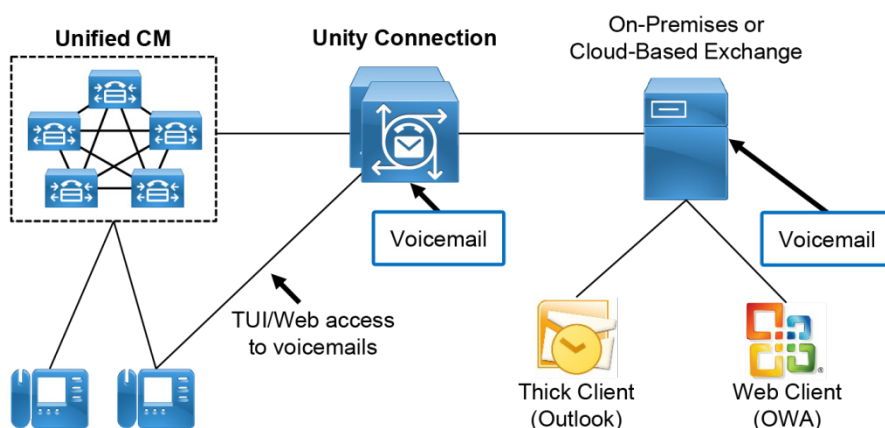 Unified CM
Unity Connection
On-Premises or
Cloud-Based Exchange
Voicemail
Voicemail
TUI/Web access
to voicemails
Thick Client
(Outlook)
Web Client
(OWA)